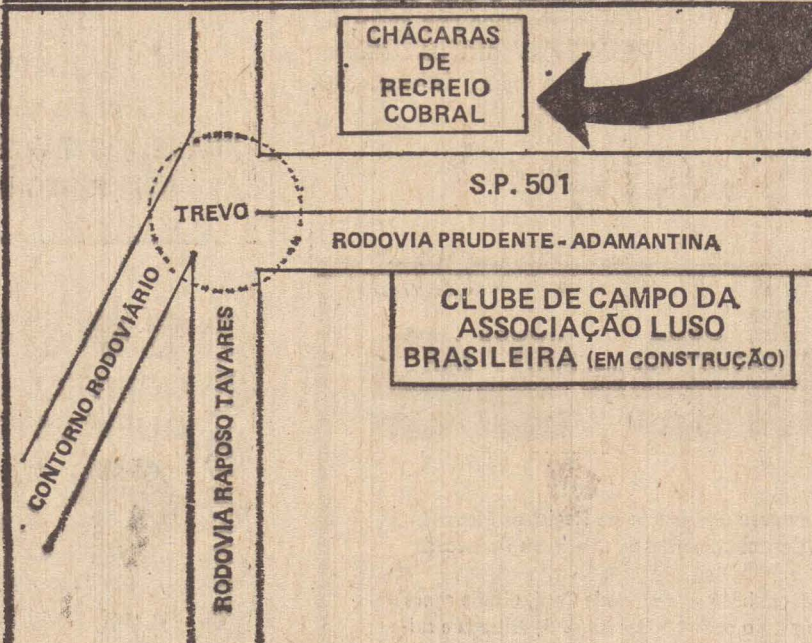 CHÁCARAS
DE
RECREIO
COBRAL
S.P. 501
TREVO
RODOVIA PRUDENTE - ADAMANTINA
CLUBE DE CAMPO DA
ASSOCIAÇÃO LUSO
BRASILEIRA (EM CONSTRUÇÃO)
CONTORNO RODOVIÁRIO
RODOVIA RAPOSO TAVARES